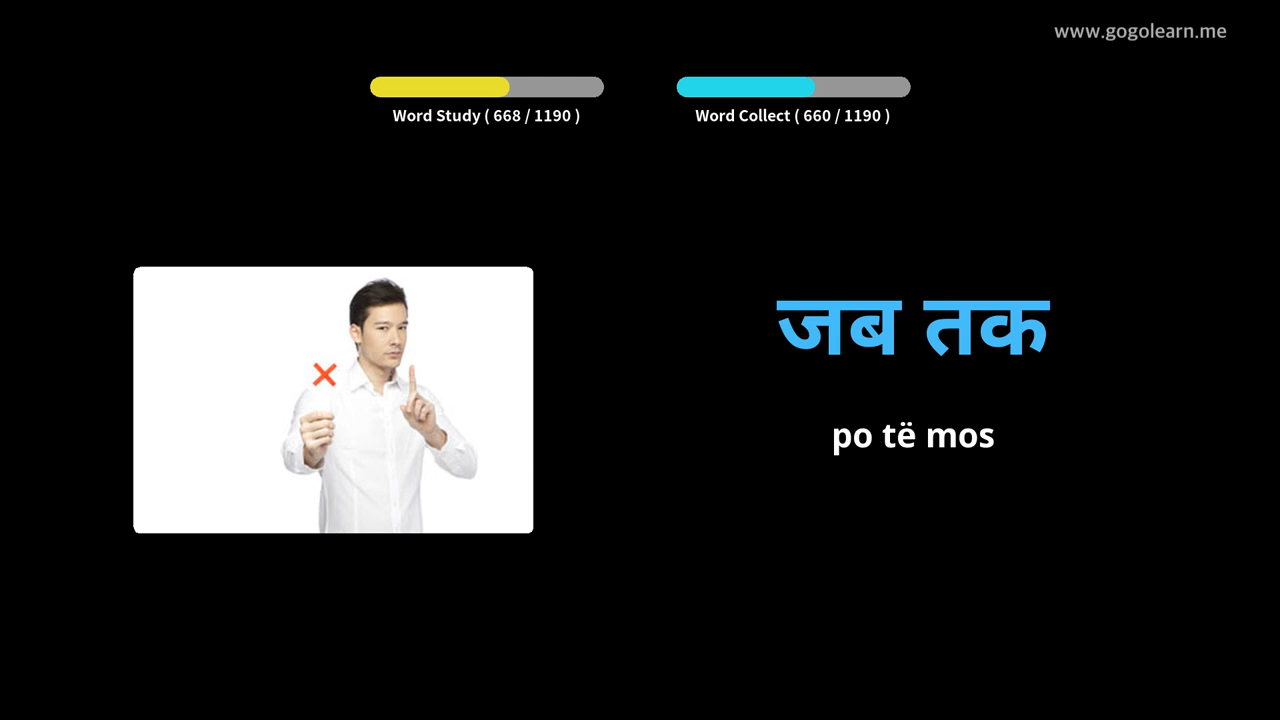 www.gogolearn.me
Word Study ( 668 / 1190 )
Word Collect ( 660 / 1190 )
जब तक
po të mos